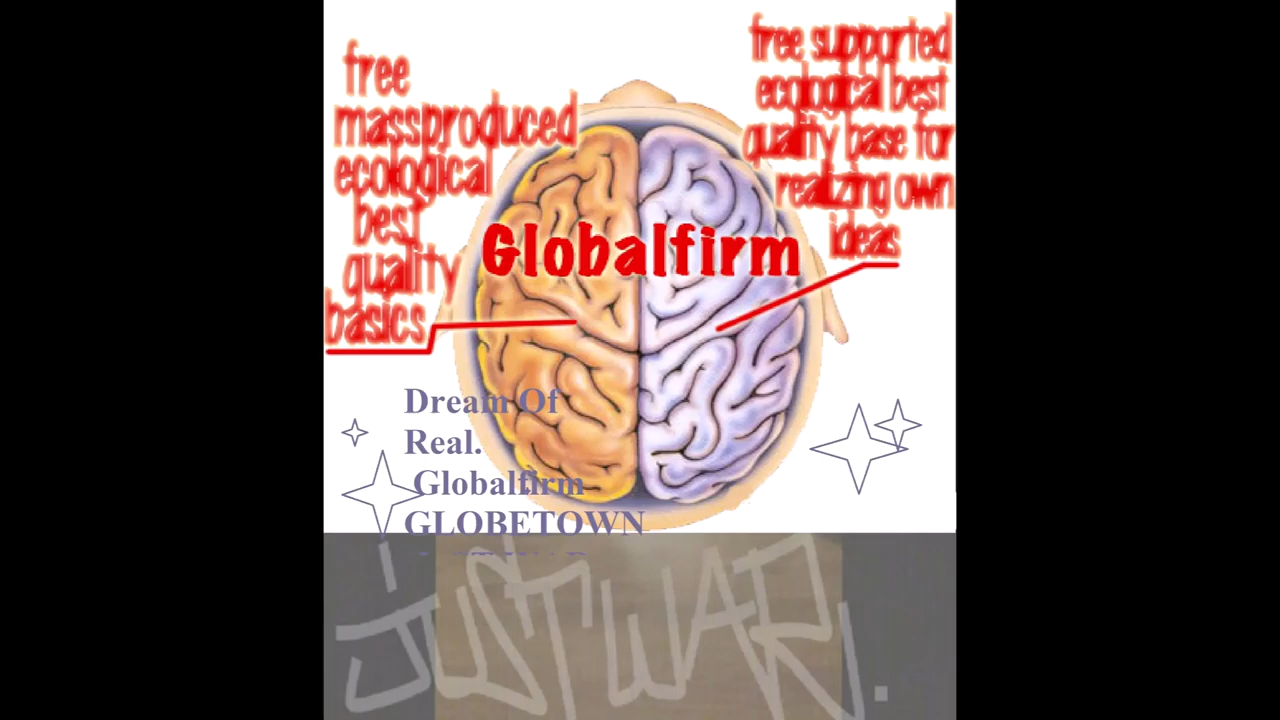 free
massproduced
ecological
best
quality
basics
free supported
ecological best
quality base for
realizing own
ideas
Globalfirm
Dream Of
Real.
Globalfirm
GLOBETOWN
JUST WAR.